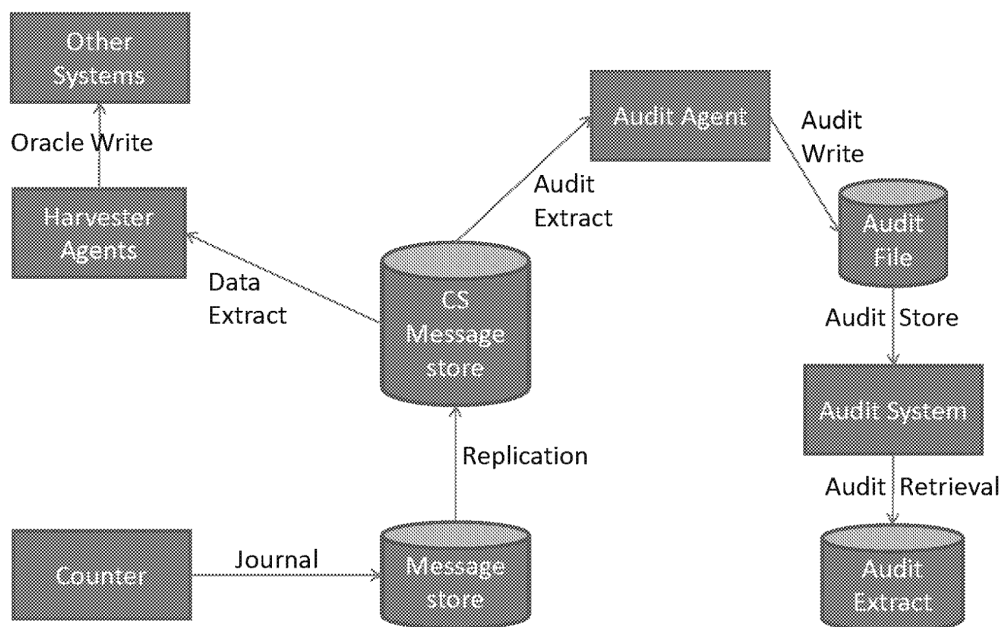 Other
Systems
Oracle Write
Harvester
Agents
Data
Extract
CS
Message
store
Audit
Extract
Audit Agent
Audit
Write
Audit
File
Audit Store
Audit System
Audit Retrieval
Audit
Extract
Replication
Counter
Journal
Message
store